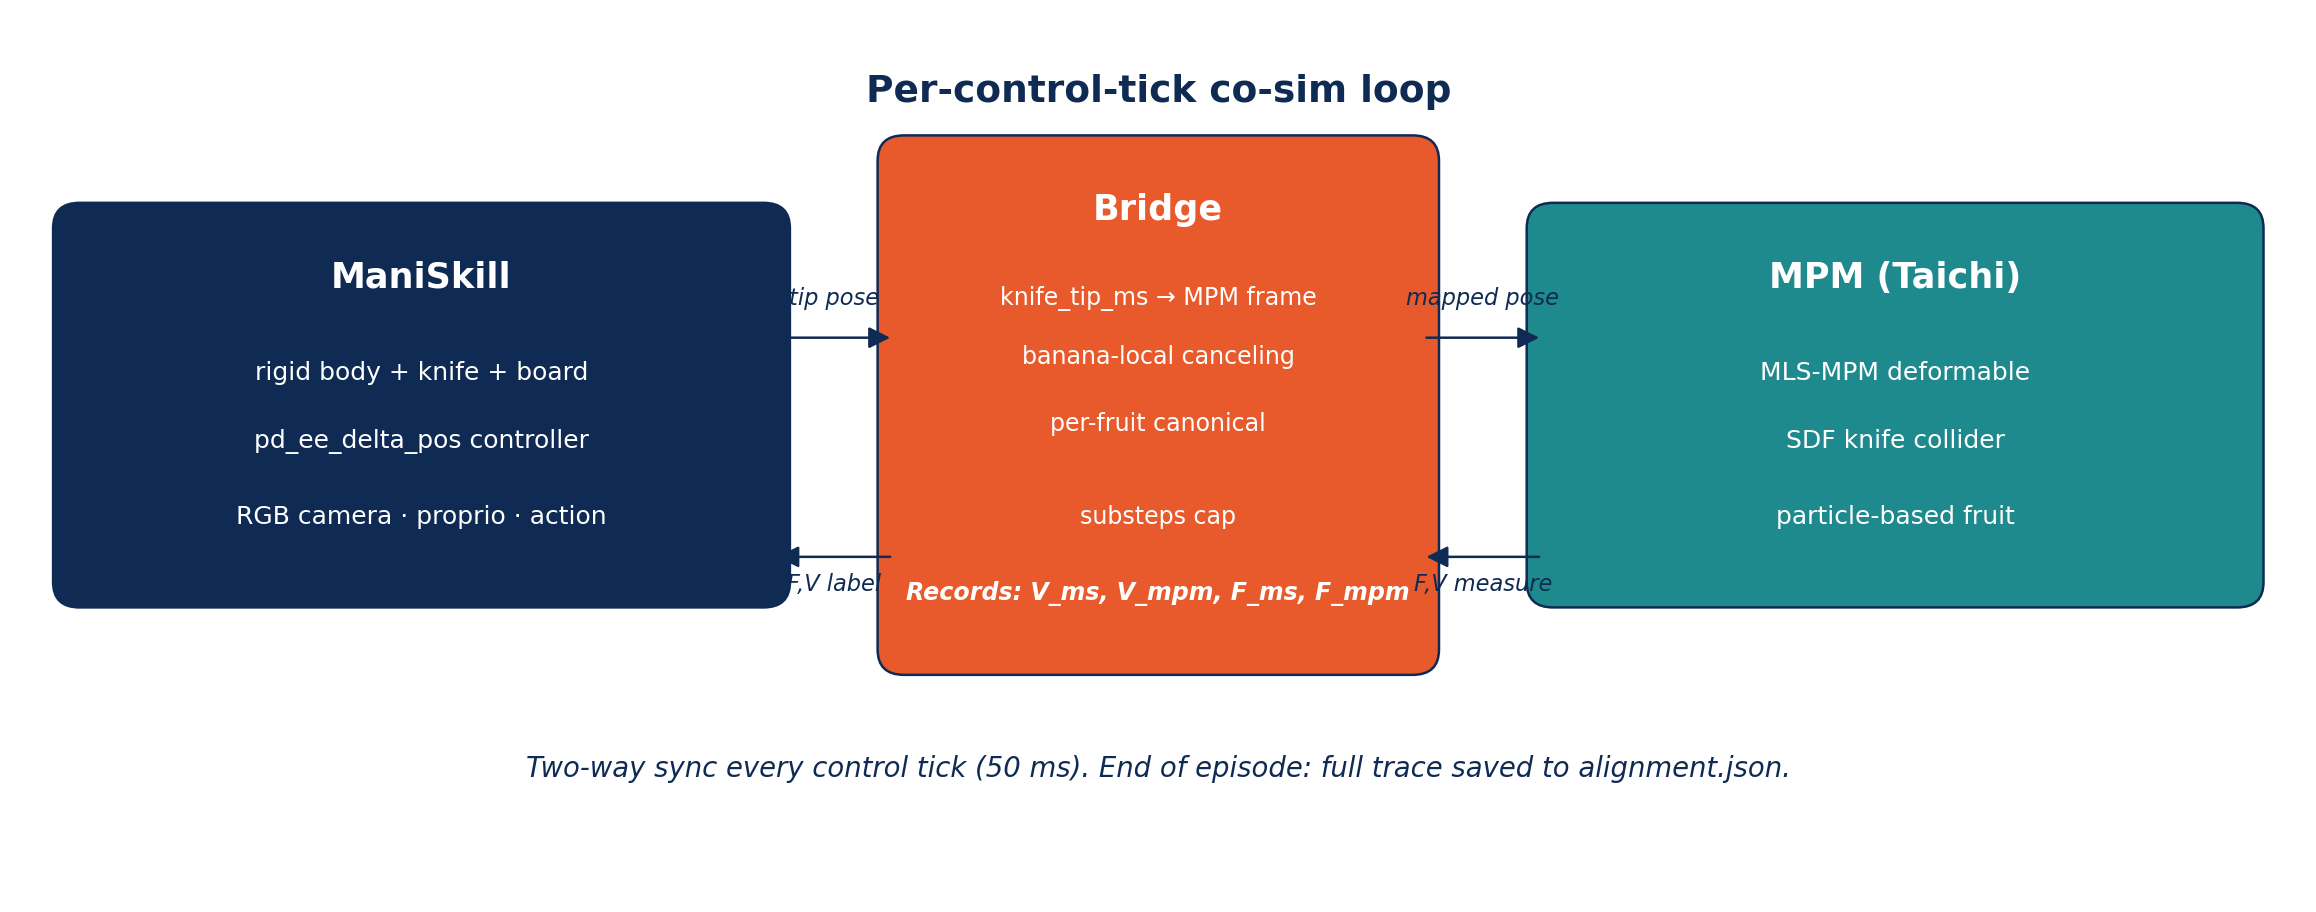 Per-control-tick co-sim loop
ManiSkill
rigid body + knife + board
pd_ee_delta_pos controller
RGB camera · proprio · action
tip pose
F,V label
Bridge
knife_tip_ms → MPM frame
banana-local canceling
per-fruit canonical
substeps cap
Records: V_ms, V_mpm, F_ms, F_mpm
mapped pose
F,V measure
MPM (Taichi)
MLS-MPM deformable
SDF knife collider
particle-based fruit
Two-way sync every control tick (50 ms). End of episode: full trace saved to alignment.json.